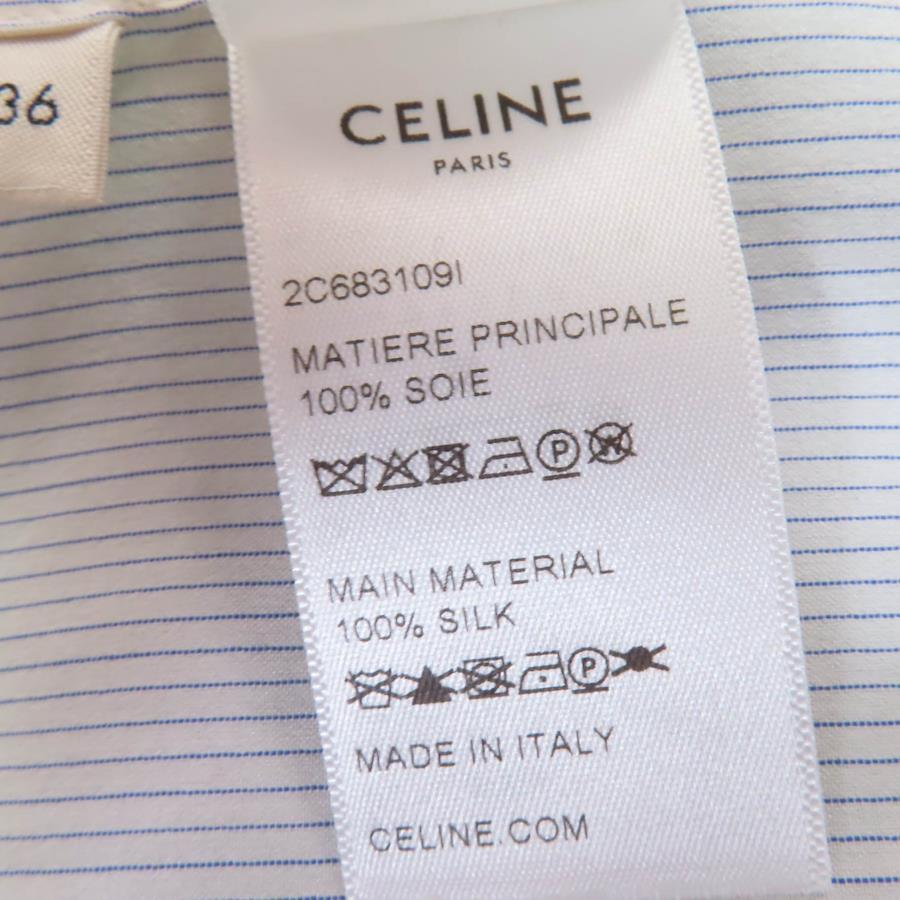 36
CELINE
PARIS
2C683109I
MATIERE PRINCIPALE
100% SOIE
P W
MAIN MATERIAL
100% SILK
P
MADE IN ITALY
CELINE.COM